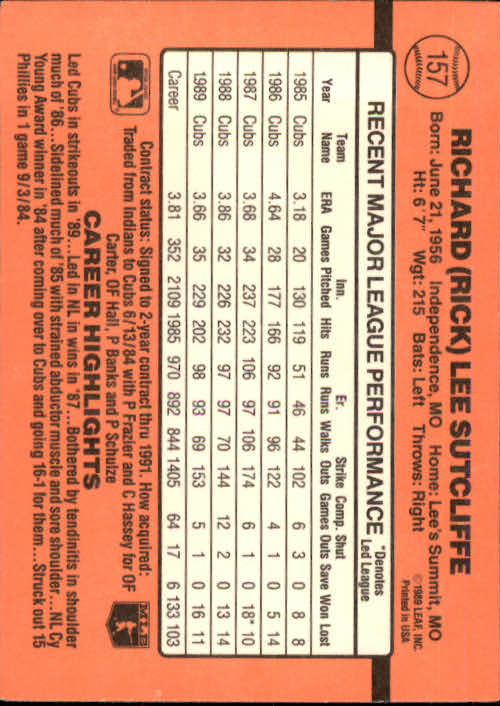 157
RICHARD (RICK) LEE SUTCLIFFE
Born: June 21, 1956 Independence, MO Home: Lee's Summit, MO
Ht: 6' 7" Wgt: 215 Bats: Left Throws: Right
©1989 LEAF, INC.
Printed in USA
RECENT MAJOR LEAGUE PERFORMANCE
*Denotes
Led League
Year Team Name ERA Games Inn. Pitched Hits Runs Er. Runs Walks Strike Outs Comp. Games Shut Outs Save Won Lost
1985 Cubs 3.18 20 130 119 51 46 44 102 6 3 0 8 8
1986 Cubs 4.64 28 177 166 92 91 96 122 4 1 0 5 14
1987 Cubs 3.68 34 237 223 106 97 106 174 6 1 0 18* 10
1988 Cubs 3.86 32 226 232 97 97 70 144 12 2 0 13 14
1989 Cubs 3.66 35 229 202 98 93 69 153 5 1 0 16 11
Career 3.81 352 2109 1985 970 892 844 1405 64 17 6 133 103
Contract status: Signed to 2-year contract thru 1991. How acquired:
Traded from Indians to Cubs 6/13/84 with P Frazier and C Hassey for OF
Carter, OF Hall, P Banks and P Schulze
MLB
CAREER HIGHLIGHTS
Led Cubs in strikeouts in '89...Led in NL in wins in '87...Bothered by tendinitis in shoulder
much of '86...Sidelined much of '85 with strained abductor muscle and sore shoulder...NL Cy
Young Award winner in '84 after coming over to Cubs and going 16-1 for them...Struck out 15
Phillies in 1 game 9/3/84.